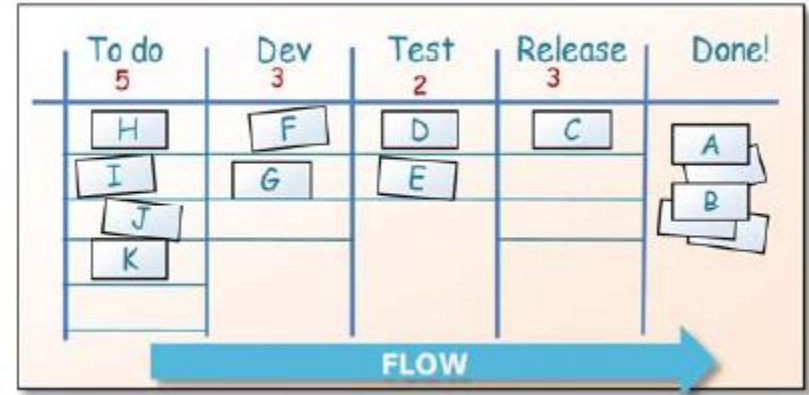 To do Dev Test Release Done!
5 3 2 3
H F D C A
I G E
J B
K
FLOW